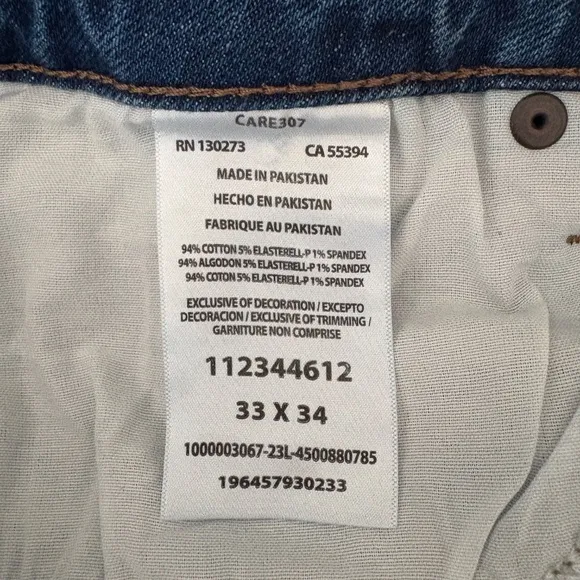 CARE307
RN 130273 CA 55394
MADE IN PAKISTAN
HECHO EN PAKISTAN
FABRIQUE AU PAKISTAN
94% COTTON 5% ELASTERELL-P 1% SPANDEX
94% ALGODON 5% ELASTERELL-P 1% SPANDEX
94% COTON 5% ELASTERELL-P 1% SPANDEX
EXCLUSIVE OF DECORATION / EXCEPTO
DECORACION / EXCLUSIVE OF TRIMMING /
GARNITURE NON COMPRISE
112344612
33 X 34
1000003067-23L-4500880785
196457930233